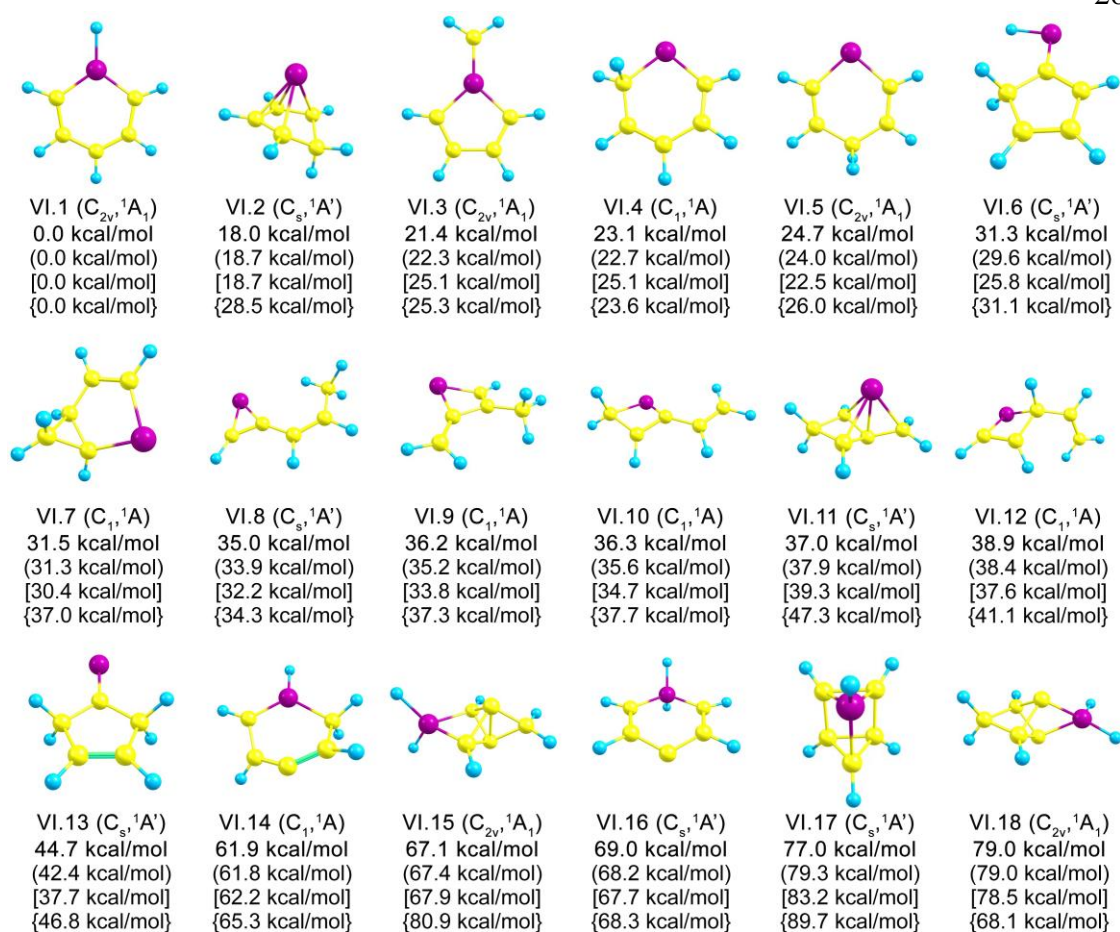 VI.1 (C2v,1A1) VI.2 (Cs,1A') VI.3 (C2v,1A1) VI.4 (C1,1A) VI.5 (C2v,1A1) VI.6 (Cs,1A')
0.0 kcal/mol 18.0 kcal/mol 21.4 kcal/mol 23.1 kcal/mol 24.7 kcal/mol 31.3 kcal/mol
(0.0 kcal/mol) (18.7 kcal/mol) (22.3 kcal/mol) (22.7 kcal/mol) (24.0 kcal/mol) (29.6 kcal/mol)
[0.0 kcal/mol] [18.7 kcal/mol] [25.1 kcal/mol] [25.1 kcal/mol] [22.5 kcal/mol] [25.8 kcal/mol]
{0.0 kcal/mol} {28.5 kcal/mol} {25.3 kcal/mol} {23.6 kcal/mol} {26.0 kcal/mol} {31.1 kcal/mol}
VI.7 (C1,1A) VI.8 (Cs,1A') VI.9 (C1,1A) VI.10 (C1,1A) VI.11 (Cs,1A') VI.12 (C1,1A)
31.5 kcal/mol 35.0 kcal/mol 36.2 kcal/mol 36.3 kcal/mol 37.0 kcal/mol 38.9 kcal/mol
(31.3 kcal/mol) (33.9 kcal/mol) (35.2 kcal/mol) (35.6 kcal/mol) (37.9 kcal/mol) (38.4 kcal/mol)
[30.4 kcal/mol] [32.2 kcal/mol] [33.8 kcal/mol] [34.7 kcal/mol] [39.3 kcal/mol] [37.6 kcal/mol]
{37.0 kcal/mol} {34.3 kcal/mol} {37.3 kcal/mol} {37.7 kcal/mol} {47.3 kcal/mol} {41.1 kcal/mol}
VI.13 (Cs,1A') VI.14 (C1,1A) VI.15 (C2v,1A1) VI.16 (Cs,1A') VI.17 (Cs,1A') VI.18 (C2v,1A1)
44.7 kcal/mol 61.9 kcal/mol 67.1 kcal/mol 69.0 kcal/mol 77.0 kcal/mol 79.0 kcal/mol
(42.4 kcal/mol) (61.8 kcal/mol) (67.4 kcal/mol) (68.2 kcal/mol) (79.3 kcal/mol) (79.0 kcal/mol)
[37.7 kcal/mol] [62.2 kcal/mol] [67.9 kcal/mol] [67.7 kcal/mol] [83.2 kcal/mol] [78.5 kcal/mol]
{46.8 kcal/mol} {65.3 kcal/mol} {80.9 kcal/mol} {68.3 kcal/mol} {89.7 kcal/mol} {68.1 kcal/mol}